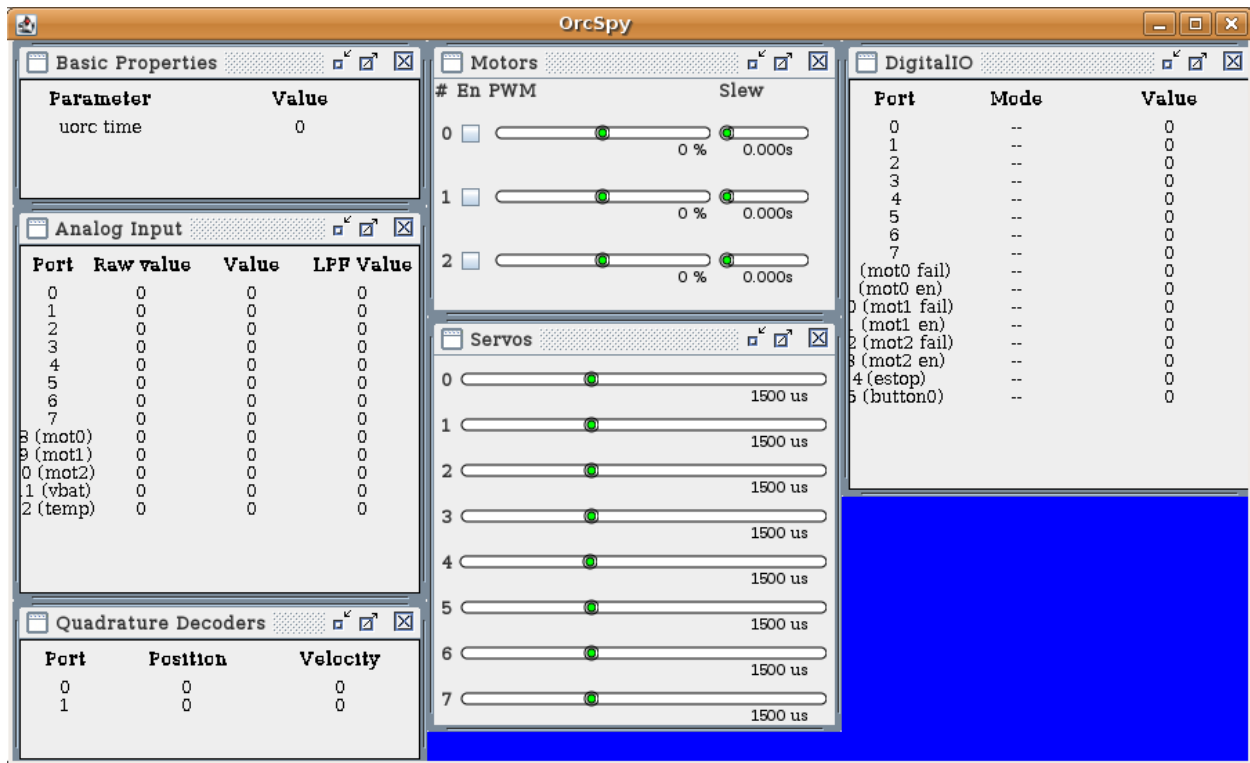 OrcSpy
Basic Properties
Parameter Value
uorc time 0
Analog Input
Port Raw value Value LPF Value
0 0 0 0
1 0 0 0
2 0 0 0
3 0 0 0
4 0 0 0
5 0 0 0
6 0 0 0
7 0 0 0
8 (mot0) 0 0 0
9 (mot1) 0 0 0
0 (mot2) 0 0 0
.1 (vbat) 0 0 0
2 (temp) 0 0 0
Quadrature Decoders
Port Position Velocity
0 0 0
1 0 0
Motors
# En PWM Slew
0
0 % 0.000s
1
0 % 0.000s
2
0 % 0.000s
Servos
0
1500 us
1
1500 us
2
1500 us
3
1500 us
4
1500 us
5
1500 us
6
1500 us
7
1500 us
DigitalIO
Port Mode Value
0 -- 0
1 -- 0
2 -- 0
3 -- 0
4 -- 0
5 -- 0
6 -- 0
7 -- 0
(mot0 fail) -- 0
(mot0 en) -- 0
0 (mot1 fail) -- 0
(mot1 en) -- 0
2 (mot2 fail) -- 0
3 (mot2 en) -- 0
4 (estop) -- 0
5 (button0) -- 0